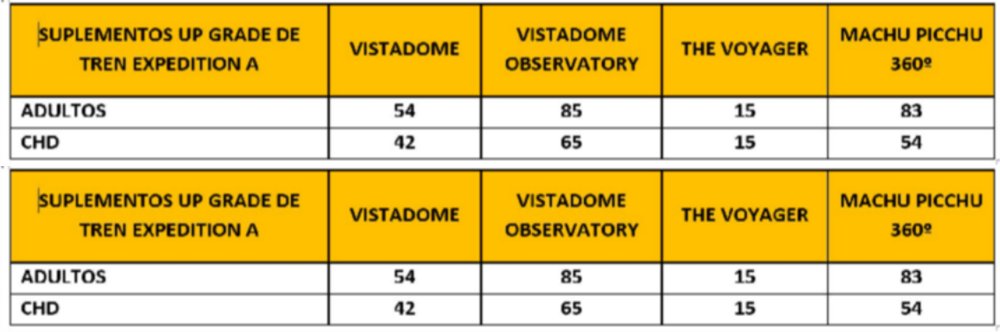 SUPLEMENTOS UP GRADE DE TREN EXPEDITION A VISTADOME VISTADOME OBSERVATORY THE VOYAGER MACHU PICCHU 360º
ADULTOS 54 85 15 83
CHD 42 65 15 54
SUPLEMENTOS UP GRADE DE TREN EXPEDITION A VISTADOME VISTADOME OBSERVATORY THE VOYAGER MACHU PICCHU 360º
ADULTOS 54 85 15 83
CHD 42 65 15 54